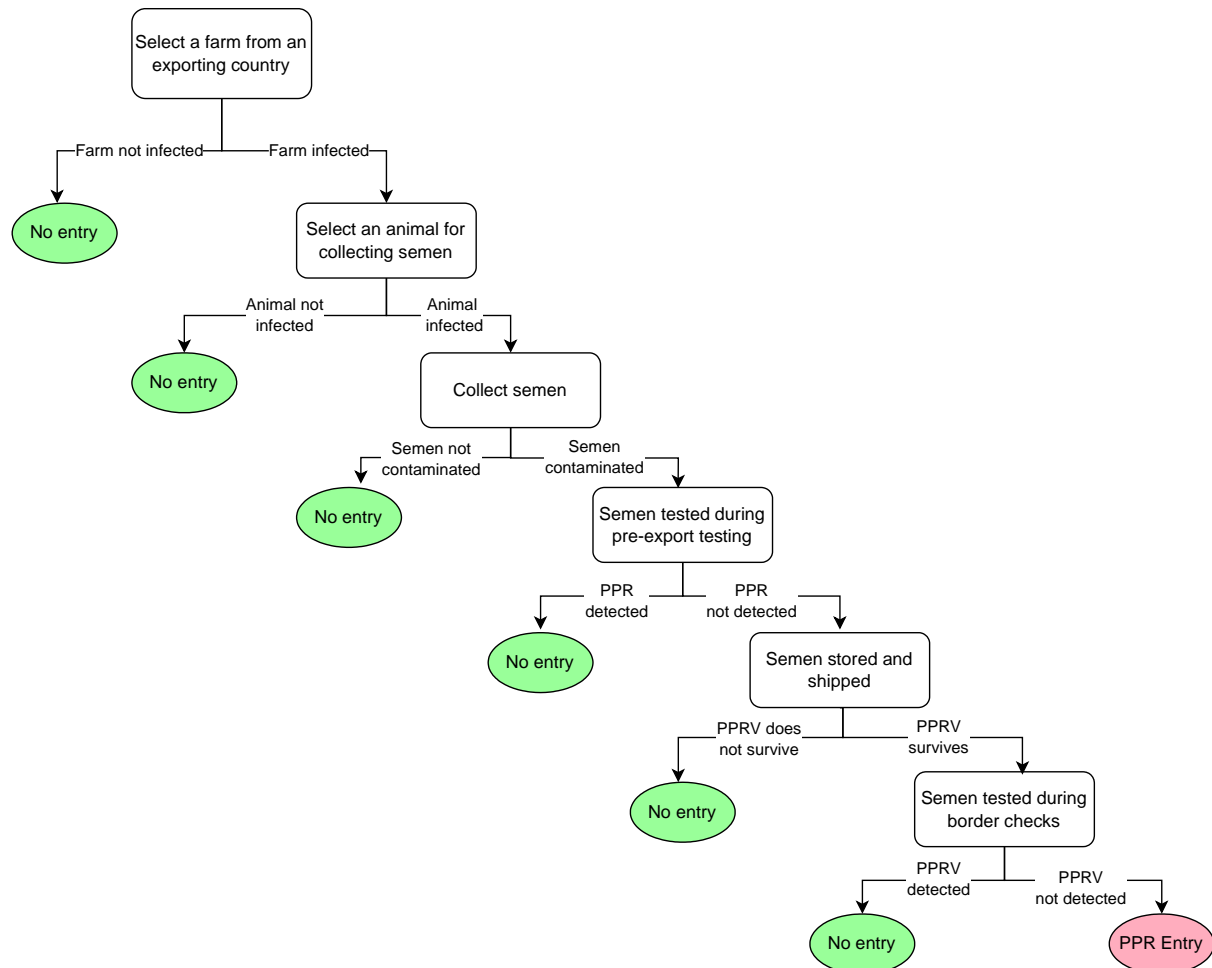 Select a farm from an
exporting country
Farm not infected
Farm infected
No entry
Select an animal for
collecting semen
Animal not
infected
Animal
infected
No entry
Collect semen
Semen not
contaminated
Semen
contaminated
No entry
Semen tested during
pre-export testing
PPR
detected
PPR
not detected
No entry
Semen stored and
shipped
PPRV does
not survive
PPRV
survives
No entry
Semen tested during
border checks
PPRV
detected
PPRV
not detected
No entry
PPR Entry